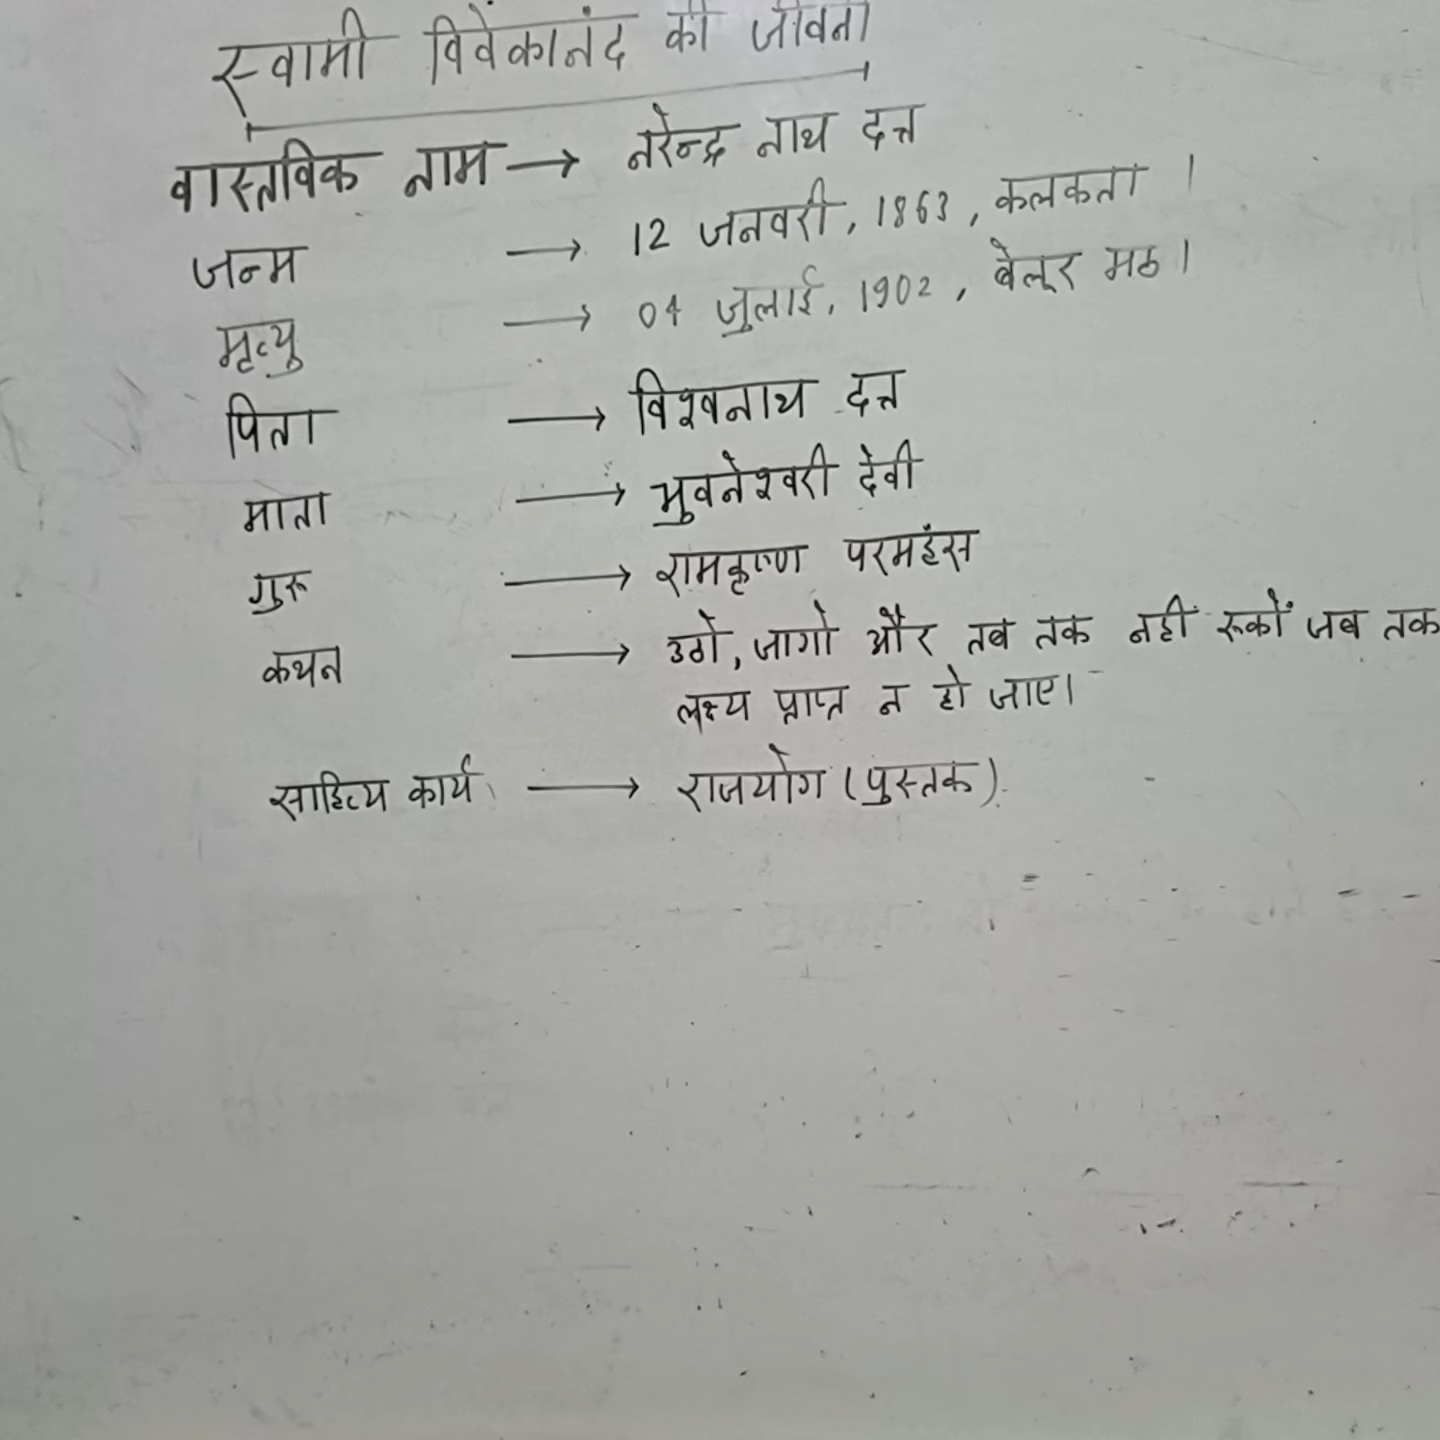 स्वामी विवेकानंद की जीवनी
वास्तविक नाम → नरेन्द्र नाथ दत्त
जन्म → 12 जनवरी, 1863, कलकता ।
मृत्यु → 04 जुलाई, 1902, बेलूर मठ ।
पिता → विश्वनाथ दत्त
माता → भुवनेश्वरी देवी
गुरू → रामकृष्ण परमहंस
कथन → उठो, जागो और तब तक नही रूकों जब तक
लक्ष्य प्राप्त न हो जाए।
साहित्य कार्य → राजयोग (पुस्तक)